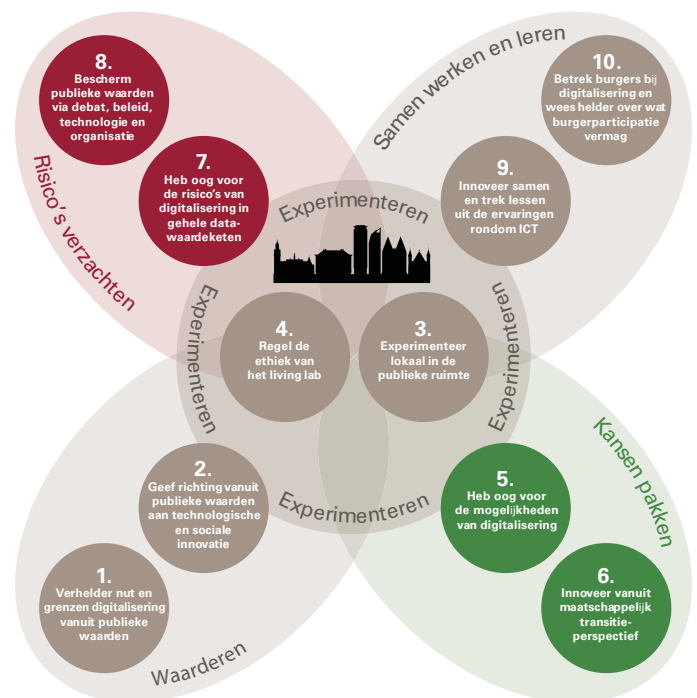 Risico's verzachten
8.
Bescherm
publieke waarden
via debat, beleid,
technologie en
organisatie
7.
Heb oog voor
de risico's van
digitalisering in
gehele data-
waardeketen
Samen werken en leren
10.
Betrek burgers bij
digitalisering en
wees helder over wat
burgerparticipatie
vermag
9.
Innoveer samen
en trek lessen
uit de ervaringen
rondom ICT
Experimenteren
Experimenteren
Experimenteren
Experimenteren
4.
Regel de
ethiek van
het living lab
3.
Experimenteer
lokaal in de
publieke ruimte
2.
Geef richting vanuit
publieke waarden
aan technologische
en sociale
innovatie
1.
Verhelder nut en
grenzen digitalisering
vanuit publieke
waarden
Waarderen
Kansen pakken
5.
Heb oog voor
de mogelijkheden
van digitalisering
6.
Innoveer vanuit
maatschappelijk
transitie-
perspectief